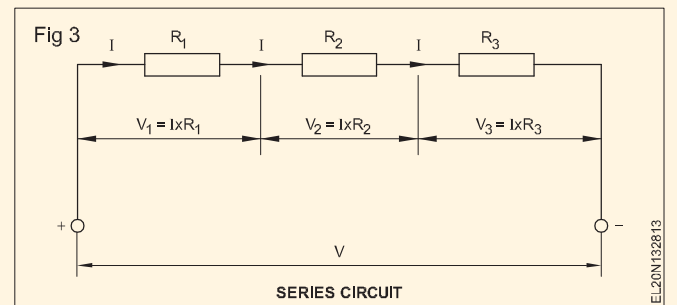 Fig 3
I R1 I R2 I R3
V1 = IxR1 V2 = IxR2 V3 = IxR3
+ −
V
SERIES CIRCUIT
EL20N132813